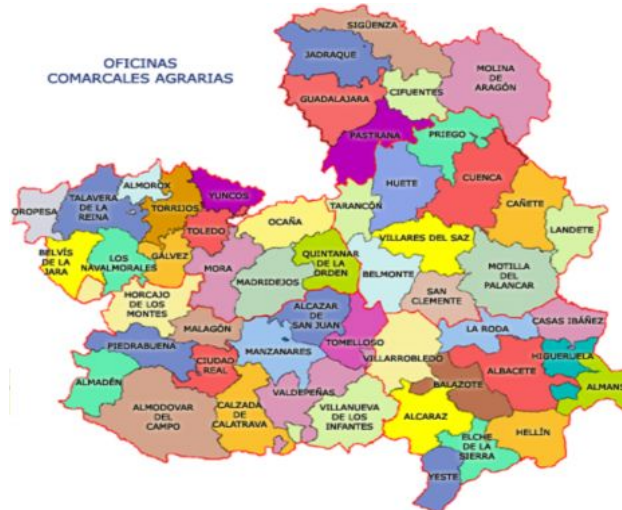 OFICINAS
COMARCALES AGRARIAS
SIGÜENZA
JADRAQUE
MOLINA
DE
ARAGÓN
GUADALAJARA
CIFUENTES
PASTRANA
PRIEGO
CUENCA
HUETE
CAÑETE
OROPESA
TALAVERA
DE LA
REINA
ALMOROX
TORRIJOS
YUNCOS
TOLEDO
OCAÑA
TARANCÓN
VILLARES DEL SAZ
LANDETE
BELVÍS
DE LA
JARA
LOS
NAVALMORALES
GÁLVEZ
MORA
MADRIDEJOS
QUINTANAR
DE LA
ORDEN
BELMONTE
MOTILLA
DEL
PALANCAR
SAN
CLEMENTE
HORCAJO
DE LOS
MONTES
MALAGÓN
ALCAZAR
DE
SAN JUAN
TOMELLOSO
LA RODA
CASAS IBÁÑEZ
PIEDRABUENA
CIUDAD
REAL
MANZANARES
VILLARROBLEDO
HIGUERUELA
ALBACETE
ALMANS
ALMADÉN
ALMODOVAR
DEL
CAMPO
CALZADA
DE
CALATRAVA
VALDEPEÑAS
VILLANUEVA
DE LOS
INFANTES
BALAZOTE
ALCARAZ
ELCHE
DE LA
SIERRA
HELLÍN
YESTE